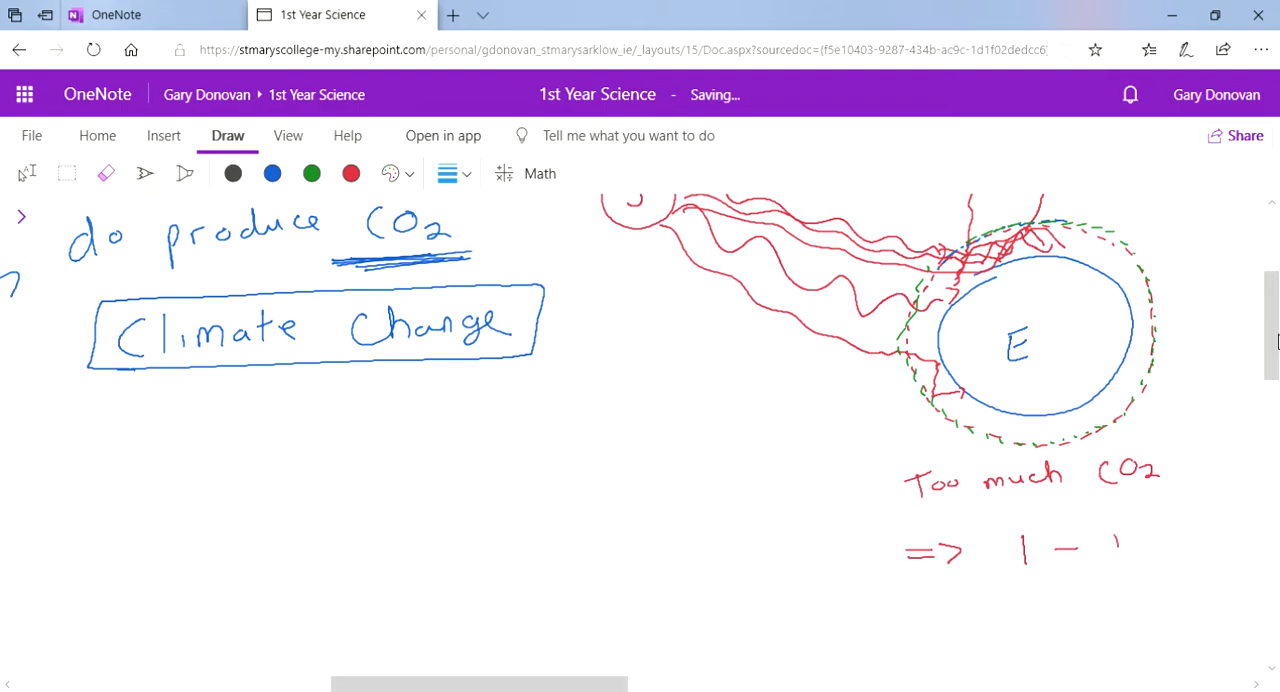 OneNote
1st Year Science
https://stmaryscollege-my.sharepoint.com/personal/gdonovan_stmarysarklow_ie/_layouts/15/Doc.aspx?sourcedoc={f5e10403-9287-434b-ac9c-1d1f02dedcc6}
OneNote Gary Donovan 1st Year Science 1st Year Science - Saving... Gary Donovan
File Home Insert Draw View Help Open in app Tell me what you want to do Share
Math
do produce CO2
Climate Change
E
Too much CO2
=> 1 -